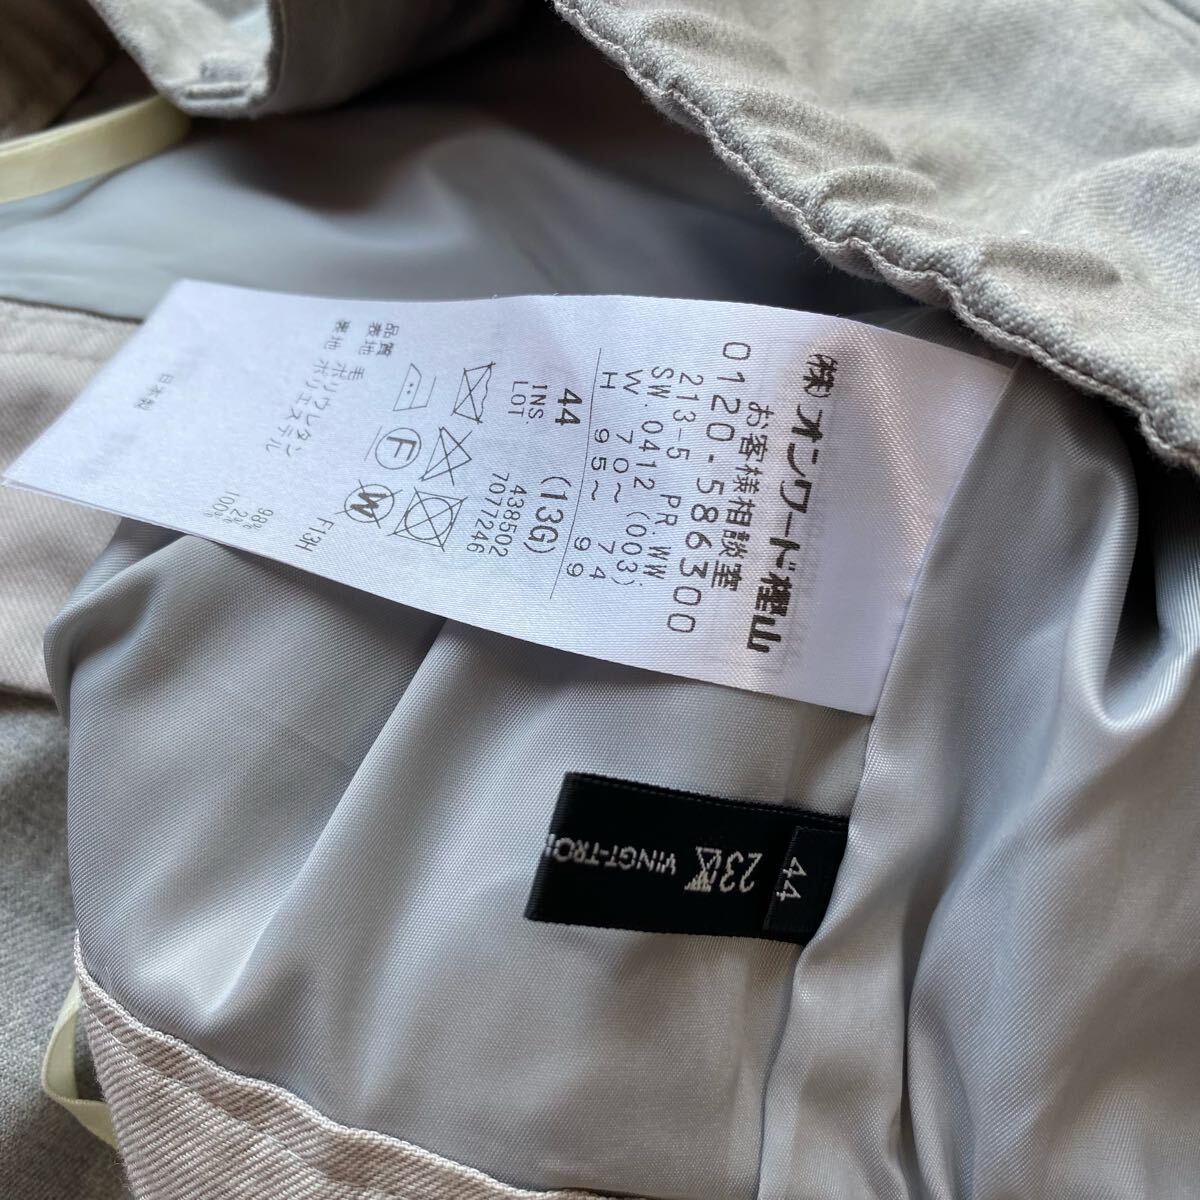 ㈱オンワード樫山
お客様相談室
0120-586300
213-5 PR.WW.
SW.0412 (003)
W 70～ 74
H 95～ 99
44 (13G)
INS. 438502
LOT 7077246
F
W
F13H
品質
表地 毛 98%
ポリウレタン 2%
裏地 ポリエステル 100%
日本製
44
23区
VINGT-TROI